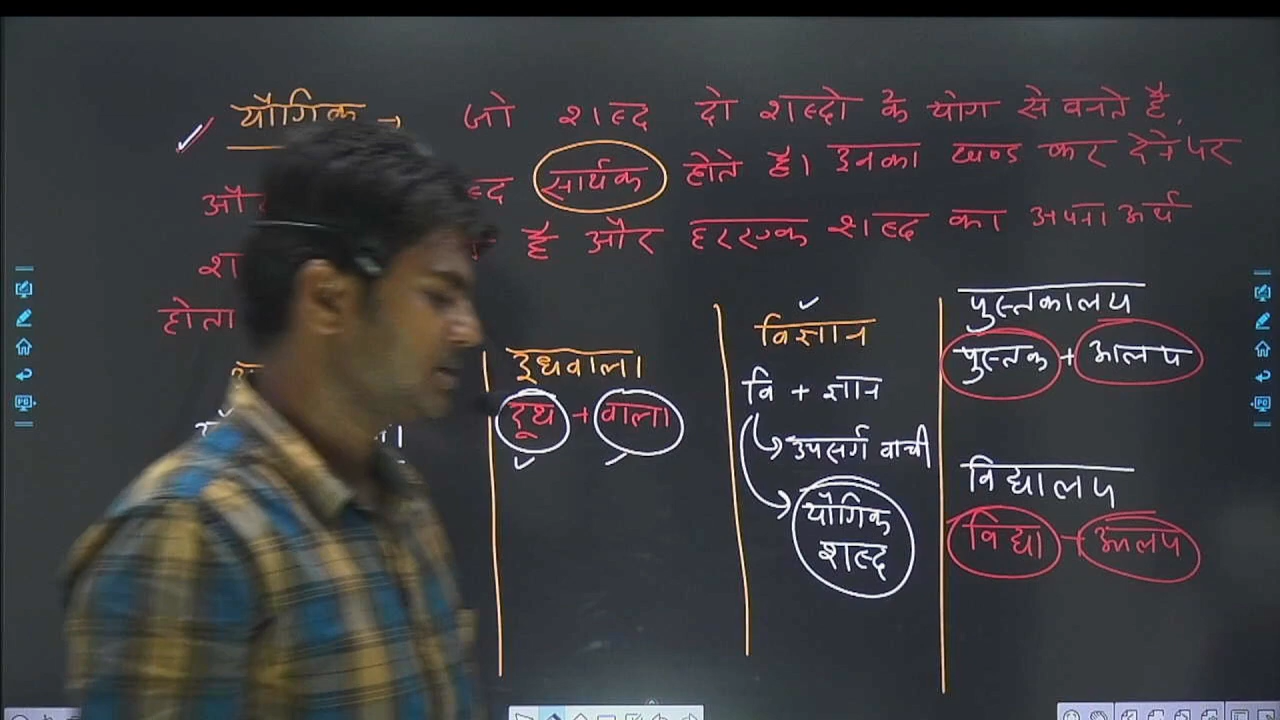 यौगिक → जो शब्द दो शब्दो के योग से बनते है,
सार्थक होते है। इनका खण्ड कर देने पर
है और हरएक शब्द का अपना अर्थ
होता
दूधवाला
दूध + वाला
विज्ञान
वि + ज्ञान
उपसर्ग वाची
यौगिक
शब्द
पुस्तकालय
पुस्तक + आलय
विद्यालय
विद्या + आलय